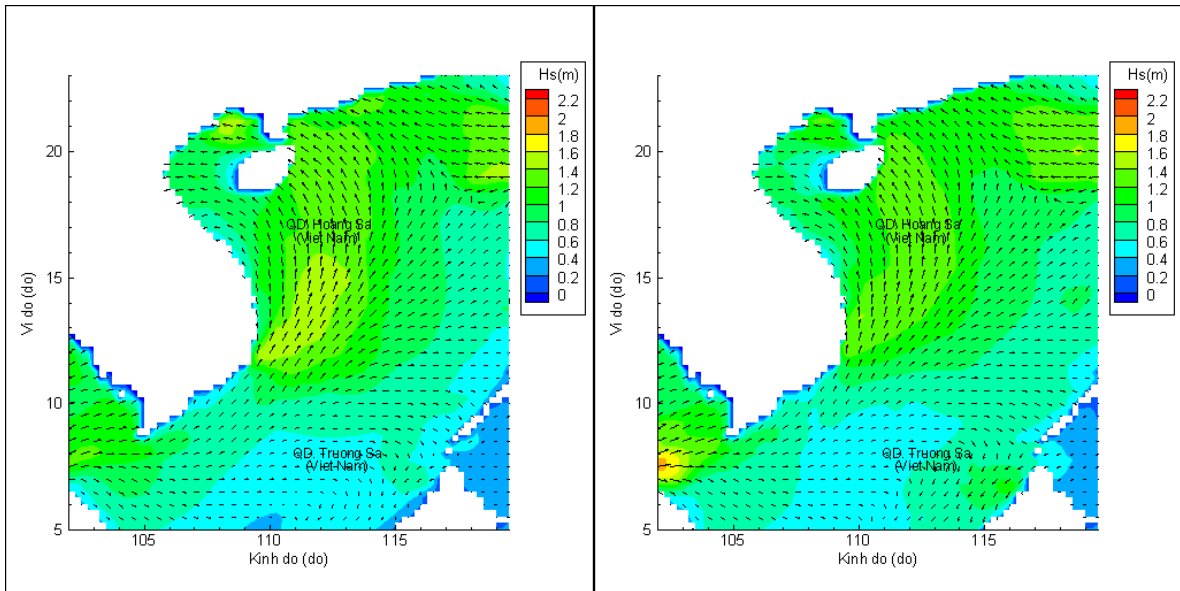 Hs(m)
2.2
2
1.8
1.6
1.4
1.2
1
0.8
0.6
0.4
0.2
0
20
15
10
5
Vi do (do)
QD. Hoang Sa
(Viet Nam)
QD. Truong Sa
(Viet Nam)
105
110
115
Kinh do (do)
Hs(m)
2.2
2
1.8
1.6
1.4
1.2
1
0.8
0.6
0.4
0.2
0
20
15
10
5
Vi do (do)
QD. Hoang Sa
(Viet Nam)
QD. Truong Sa
(Viet Nam)
105
110
115
Kinh do (do)